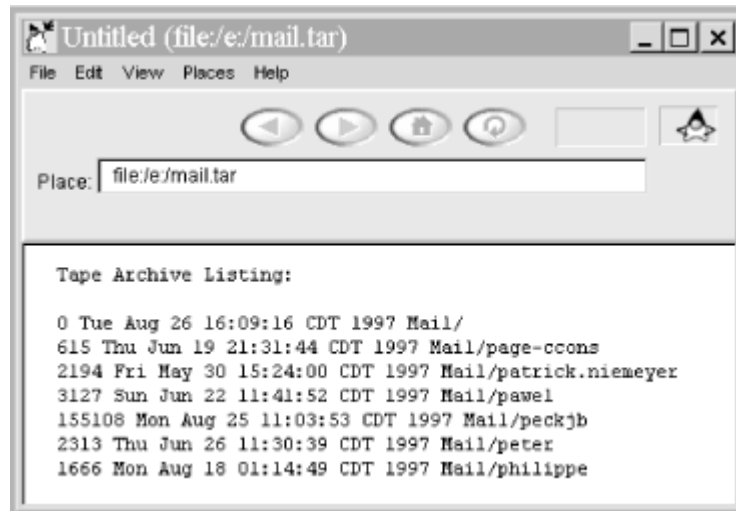 Untitled (file:/e:/mail.tar)
File Edit View Places Help
Place: file:/e:/mail.tar
Tape Archive Listing:
0 Tue Aug 26 16:09:16 CDT 1997 Mail/
615 Thu Jun 19 21:31:44 CDT 1997 Mail/page-ccons
2194 Fri May 30 15:24:00 CDT 1997 Mail/patrick.niemeyer
3127 Sun Jun 22 11:41:52 CDT 1997 Mail/pawel
155108 Mon Aug 25 11:03:53 CDT 1997 Mail/peckjb
2313 Thu Jun 26 11:30:39 CDT 1997 Mail/peter
1666 Mon Aug 18 01:14:49 CDT 1997 Mail/philippe